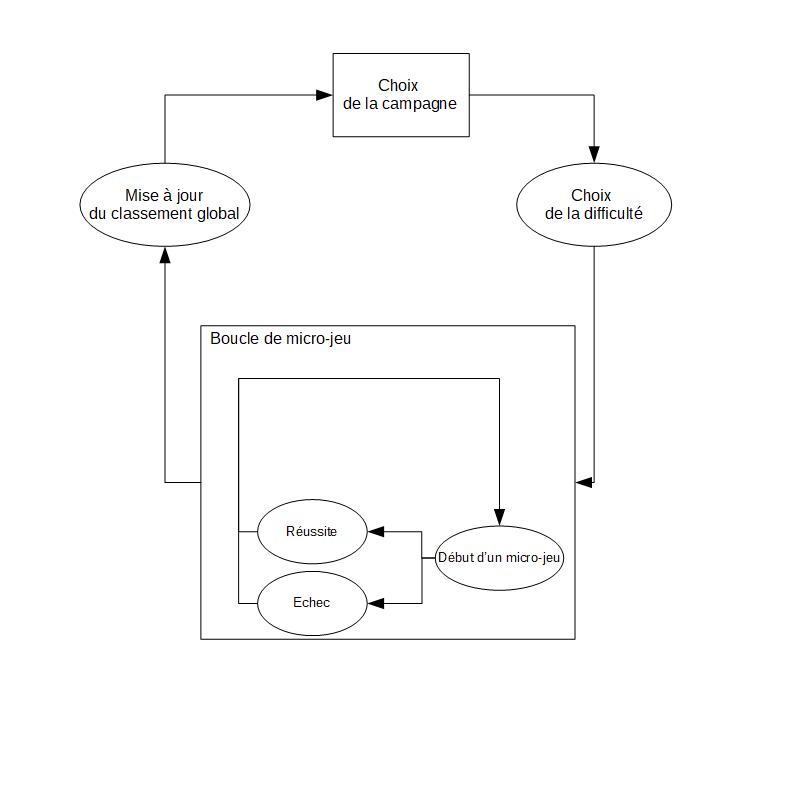 Choix
de la campagne
Mise à jour
du classement global
Choix
de la difficulté
Boucle de micro-jeu
Réussite
Début d’un micro-jeu
Echec